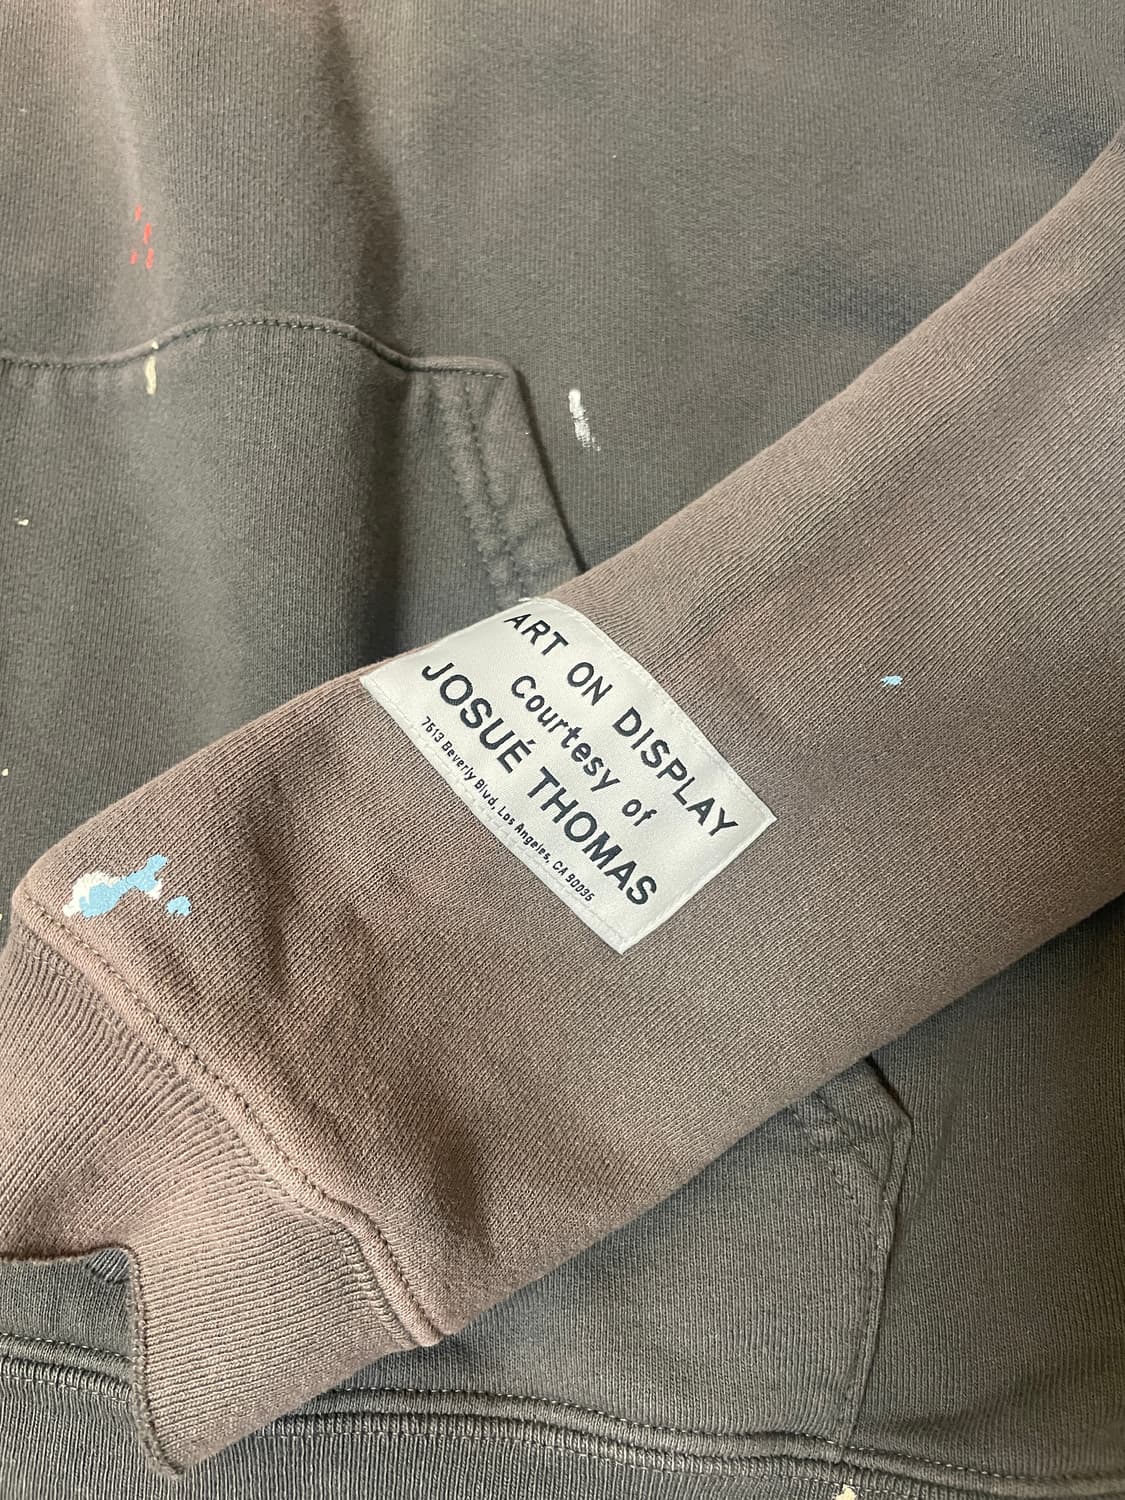 ART ON DISPLAY
Courtesy of
JOSUÉ THOMAS
7613 Beverly Blvd, Los Angeles, CA 90036